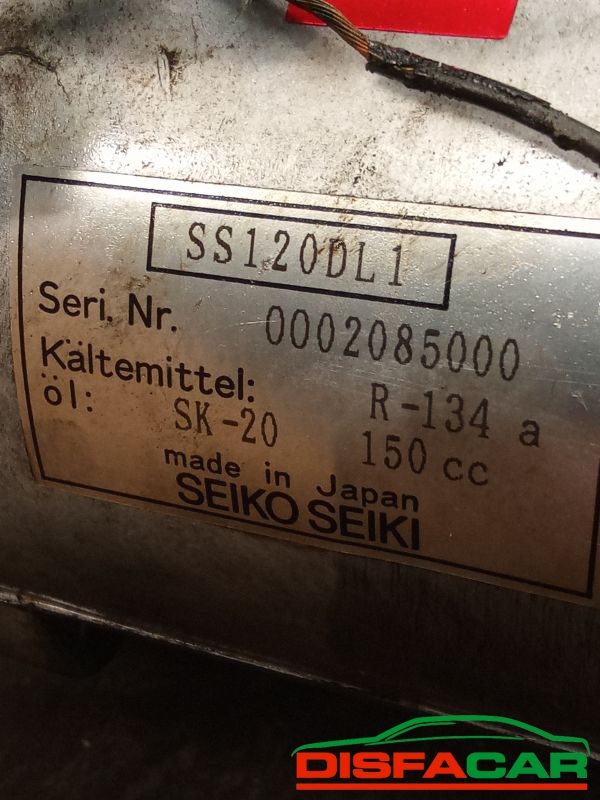 SS120DL1
Seri. Nr. 0002085000
Kältemittel: R-134 a
öl: SK-20 150 cc
made in Japan
SEIKO SEIKI
DISFACAR